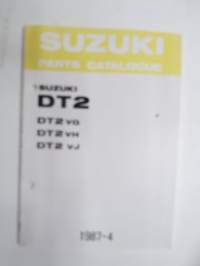 SUZUKI
PARTS CATALOGUE
SUZUKI
DT2
DT2 VG
DT2 VH
DT2 VJ
1987-4